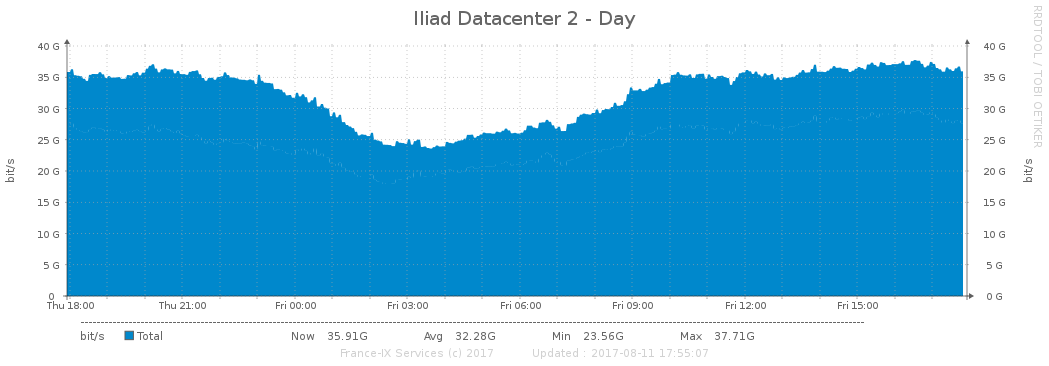 Iliad Datacenter 2 - Day
RRDTOOL / TOBI OETIKER
bit/s
40 G 40 G
35 G 35 G
30 G 30 G
25 G 25 G
20 G 20 G
15 G 15 G
10 G 10 G
5 G 5 G
0 0 G
bit/s
Thu 18:00 Thu 21:00 Fri 00:00 Fri 03:00 Fri 06:00 Fri 09:00 Fri 12:00 Fri 15:00
bit/s Total Now 35.91G Avg 32.28G Min 23.56G Max 37.71G
France-IX Services (c) 2017 Updated : 2017-08-11 17:55:07